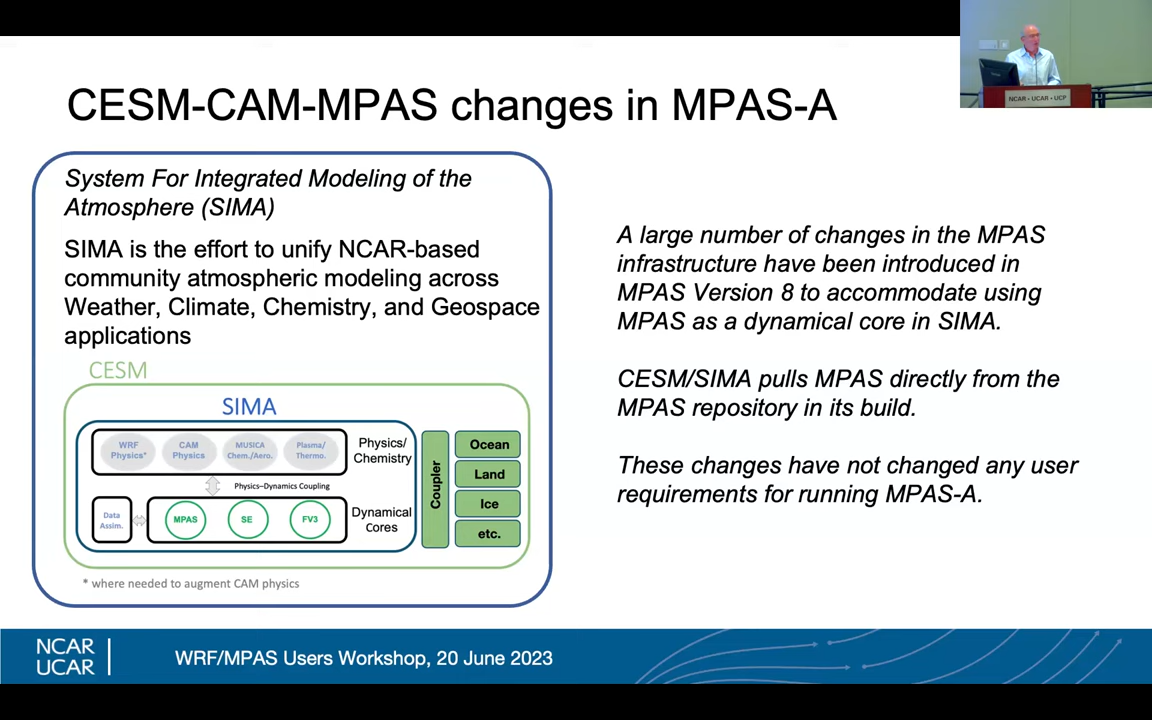 CESM-CAM-MPAS changes in MPAS-A
NCAR • UCAR • UCP
System For Integrated Modeling of the
Atmosphere (SIMA)
SIMA is the effort to unify NCAR-based
community atmospheric modeling across
Weather, Climate, Chemistry, and Geospace
applications
CESM
SIMA
WRF
Physics*
CAM
Physics
MUSICA
Chem./Aero.
Plasma/
Thermo.
Physics/
Chemistry
Physics–Dynamics Coupling
Data
Assim.
MPAS
SE
FV3
Dynamical
Cores
Coupler
Ocean
Land
Ice
etc.
* where needed to augment CAM physics
A large number of changes in the MPAS
infrastructure have been introduced in
MPAS Version 8 to accommodate using
MPAS as a dynamical core in SIMA.
CESM/SIMA pulls MPAS directly from the
MPAS repository in its build.
These changes have not changed any user
requirements for running MPAS-A.
NCAR
UCAR
WRF/MPAS Users Workshop, 20 June 2023